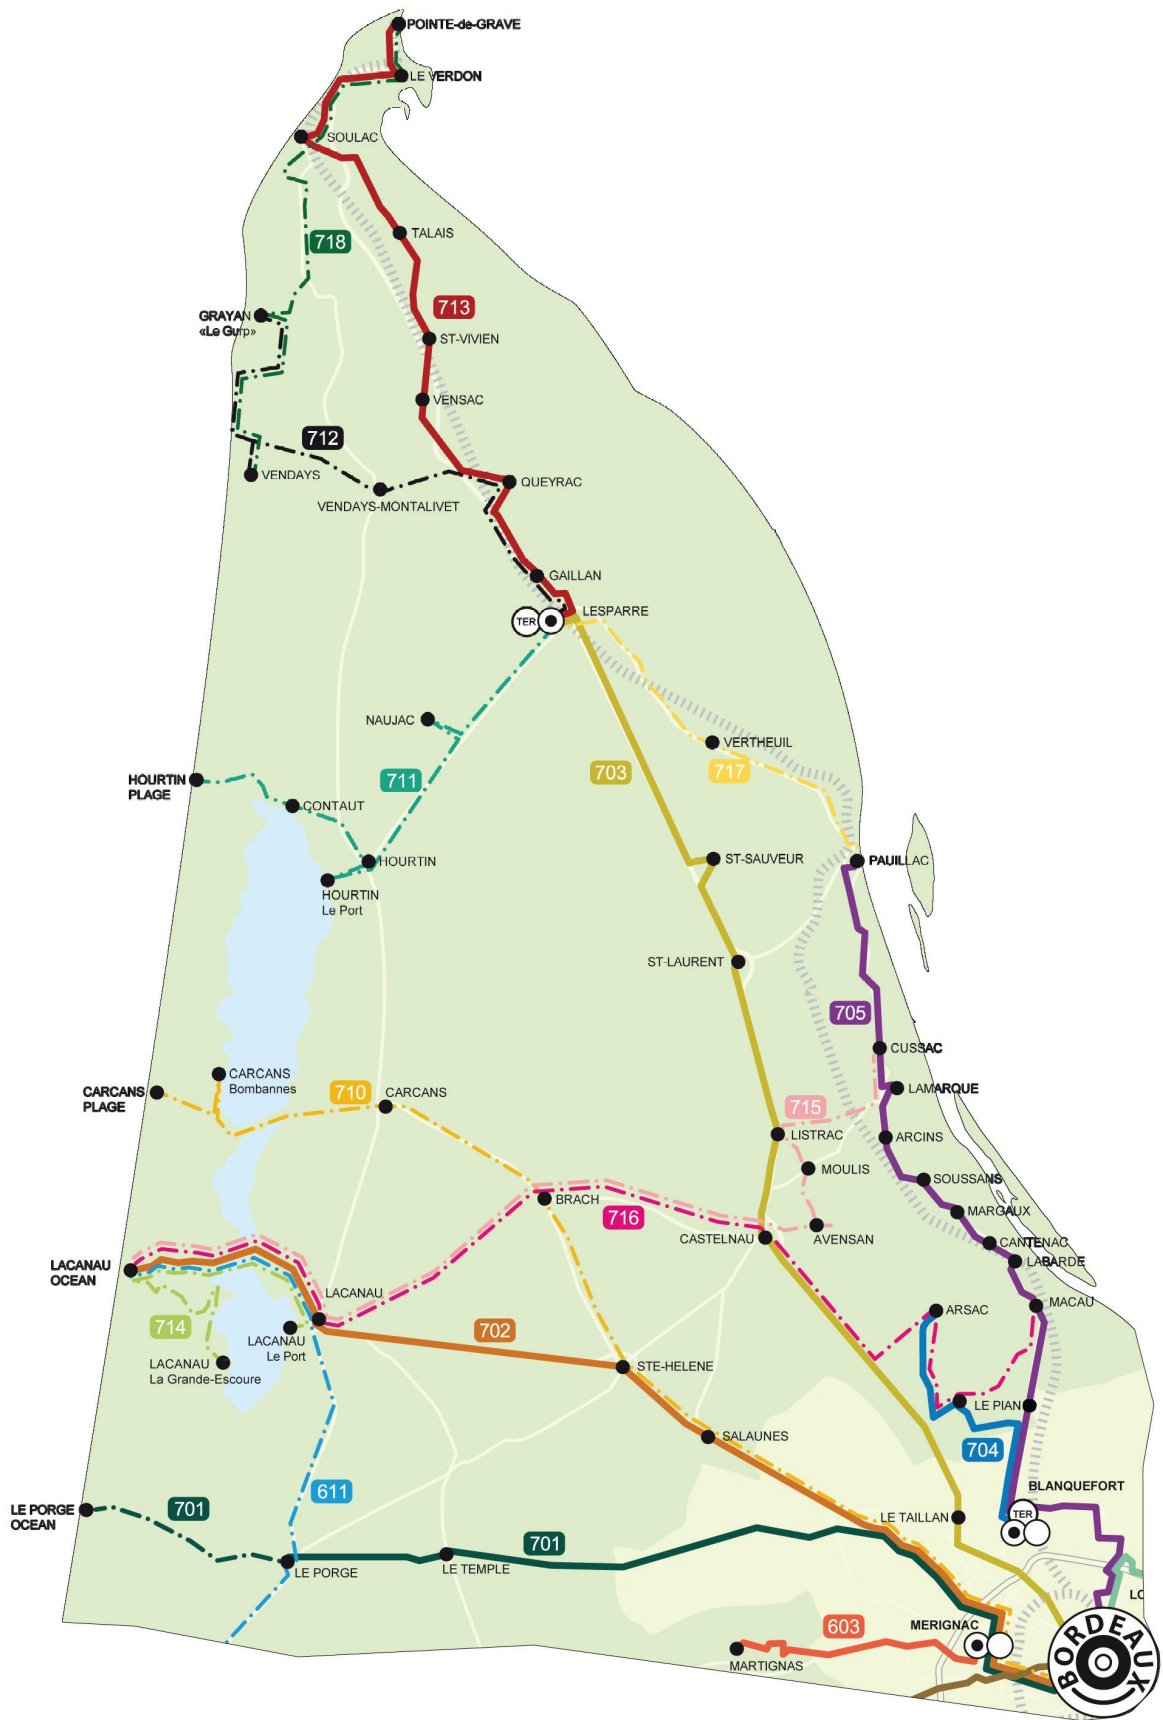 POINTE-de-GRAVE
LE VERDON
SOULAC
TALAIS
718
713
GRAYAN
«Le Gurp»
ST-VIVIEN
VENSAC
712
VENDAYS
QUEYRAC
VENDAYS-MONTALIVET
GAILLAN
LESPARRE
TER
NAUJAC
VERTHEUIL
711
703
717
HOURTIN
PLAGE
CONTAUT
HOURTIN
ST-SAUVEUR
PAUILLAC
HOURTIN
Le Port
ST-LAURENT
705
CUSSAC
CARCANS
Bombannes
CARCANS
PLAGE
710
CARCANS
LAMARQUE
715
LISTRAC
ARCINS
MOULIS
SOUSSANS
BRACH
716
MARGAUX
CASTELNAU
AVENSAN
CANTENAC
LABARDE
LACANAU
OCEAN
LACANAU
MACAU
ARSAC
714
702
LACANAU
Le Port
LACANAU
La Grande-Escoure
STE-HELENE
LE PIAN
SALAUNES
704
BLANQUEFORT
611
701
LE PORGE
OCEAN
TER
LE TAILLAN
701
LE PORGE
LE TEMPLE
LC
603
MERIGNAC
MARTIGNAS
BORDEAUX